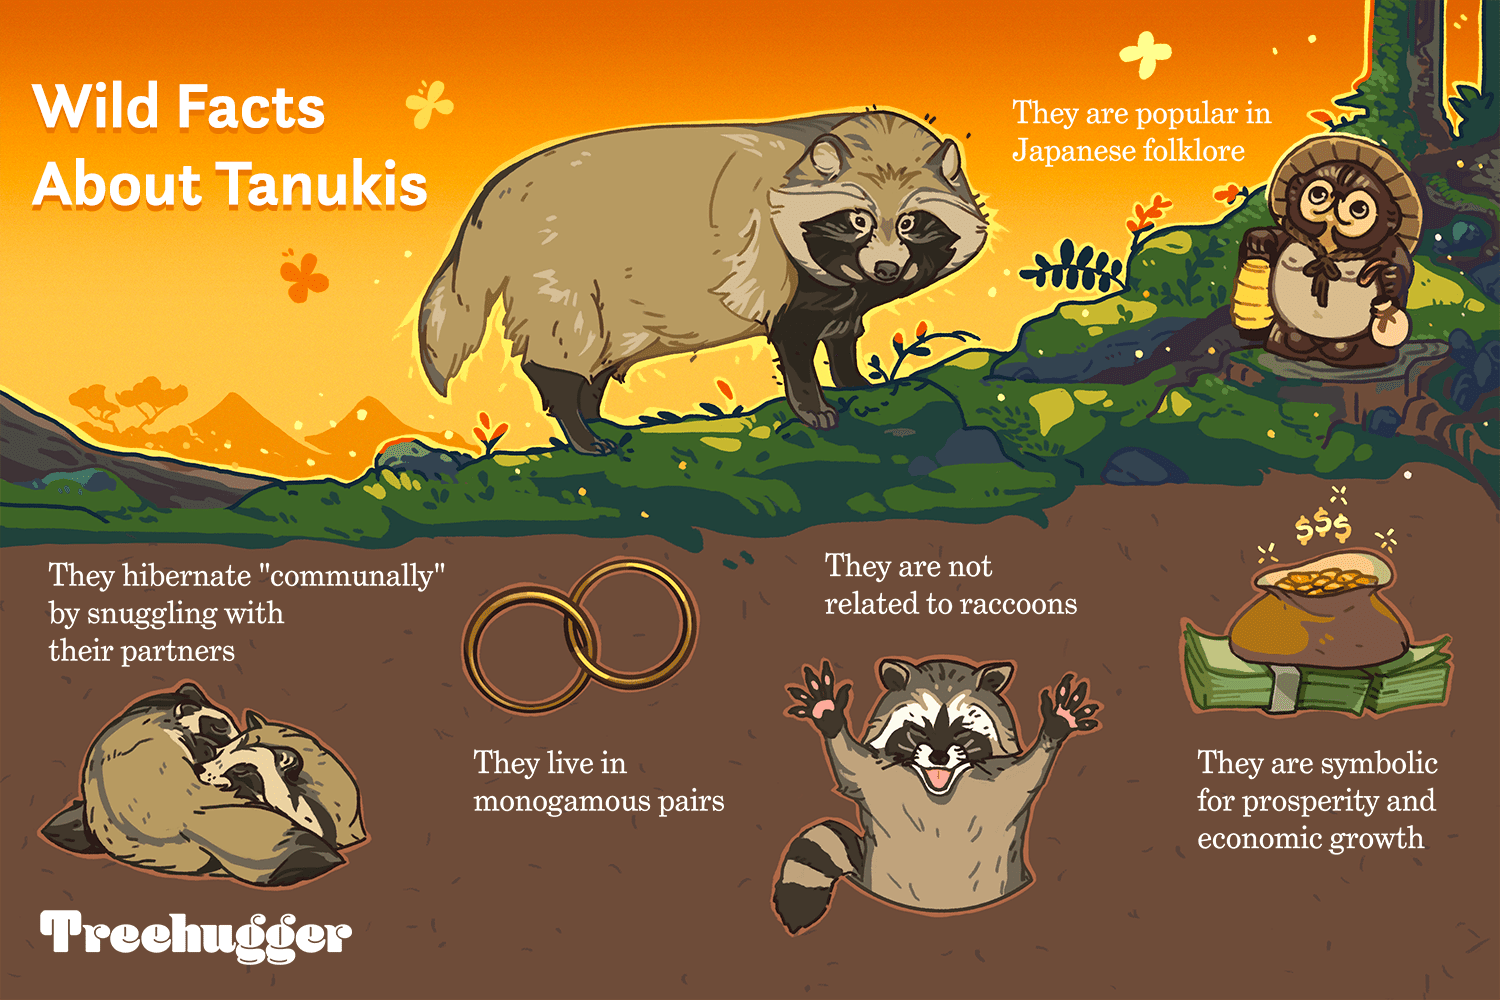 Wild Facts
About Tanukis
They are popular in
Japanese folklore
$$$
They hibernate "communally"
by snuggling with
their partners
They live in
monogamous pairs
They are not
related to raccoons
They are symbolic
for prosperity and
economic growth
Treehugger